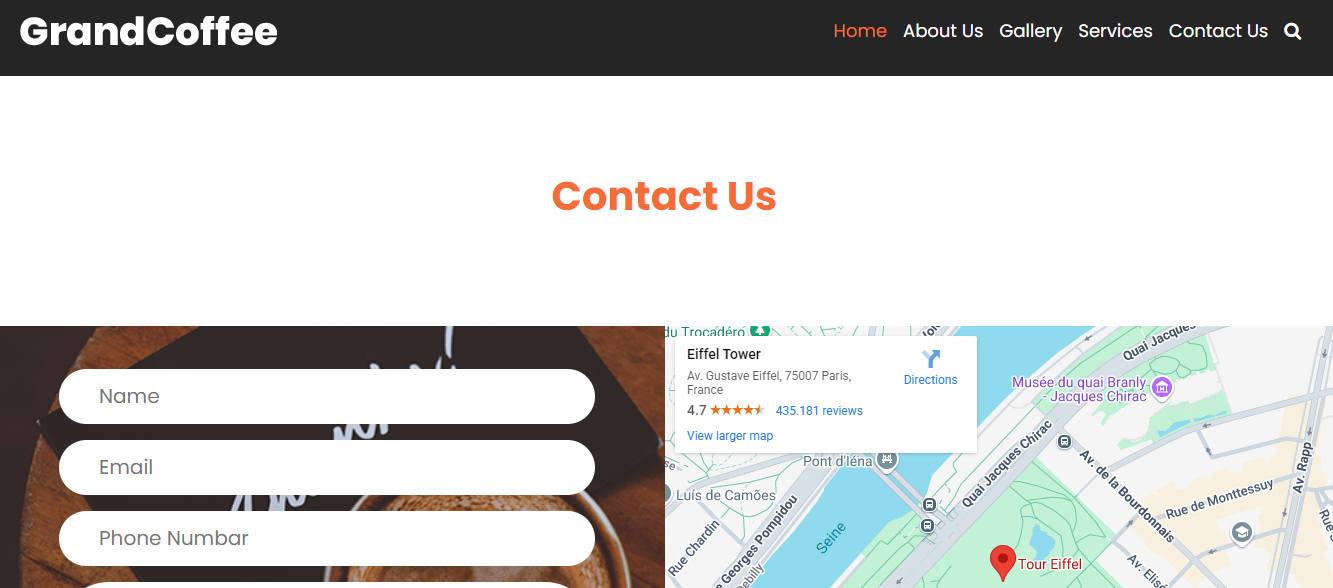 GrandCoffee
Home About Us Gallery Services Contact Us
Contact Us
Name
Email
Phone Numbar
du Trocadéro
Eiffel Tower
Directions
Av. Gustave Eiffel, 75007 Paris,
France
4.7 435.181 reviews
View larger map
Quai Jacques
Musée du quai Branly
- Jacques Chirac
Pont d'Iéna
Luís de Camões
Quai Jacques Chirac
Av. de la Bourdonnais
Av. Rapp
Rue de Monttessuy
Rue Chardin
Georges Pompidou
Seine
Tour Eiffel